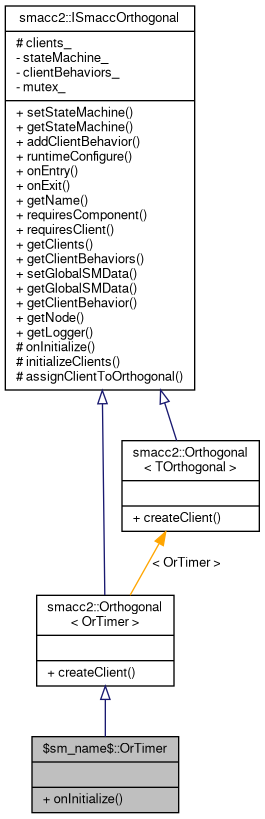 smacc2::ISmaccOrthogonal
# clients_
- stateMachine_
- clientBehaviors_
- mutex_
+ setStateMachine()
+ getStateMachine()
+ addClientBehavior()
+ runtimeConfigure()
+ onEntry()
+ onExit()
+ getName()
+ requiresComponent()
+ requiresClient()
+ getClients()
+ getClientBehaviors()
+ setGlobalSMData()
+ getGlobalSMData()
+ getClientBehavior()
+ getNode()
+ getLogger()
# onInitialize()
# initializeClients()
# assignClientToOrthogonal()
smacc2::Orthogonal
< TOrthogonal >
+ createClient()
< OrTimer >
smacc2::Orthogonal
< OrTimer >
+ createClient()
$sm_name$::OrTimer
+ onInitialize()